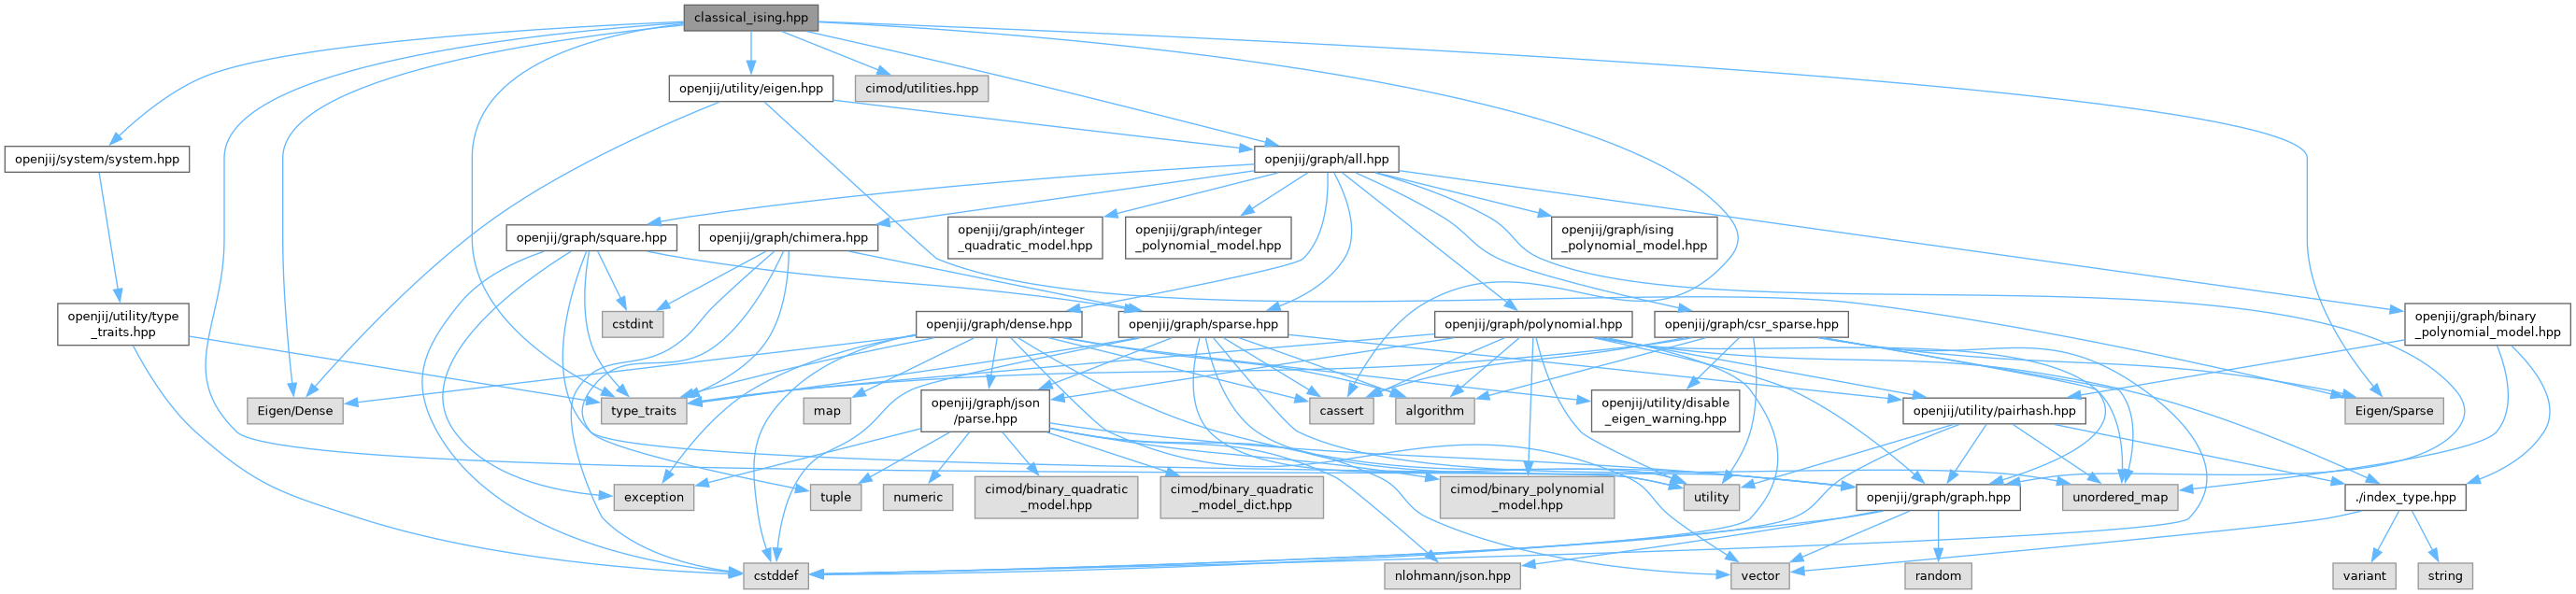 classical_ising.hpp
openjij/utility/eigen.hpp
cimod/utilities.hpp
openjij/system/system.hpp
openjij/graph/all.hpp
openjij/graph/square.hpp
openjij/graph/chimera.hpp
openjij/graph/integer
_quadratic_model.hpp
openjij/graph/integer
_polynomial_model.hpp
openjij/graph/ising
_polynomial_model.hpp
openjij/utility/type
_traits.hpp
cstdint
openjij/graph/dense.hpp
openjij/graph/sparse.hpp
openjij/graph/polynomial.hpp
openjij/graph/csr_sparse.hpp
openjij/graph/binary
_polynomial_model.hpp
Eigen/Dense
type_traits
map
openjij/graph/json
/parse.hpp
cassert
algorithm
openjij/utility/disable
_eigen_warning.hpp
openjij/utility/pairhash.hpp
Eigen/Sparse
exception
tuple
numeric
cimod/binary_quadratic
_model.hpp
cimod/binary_quadratic
_model_dict.hpp
cimod/binary_polynomial
_model.hpp
utility
openjij/graph/graph.hpp
unordered_map
./index_type.hpp
cstddef
nlohmann/json.hpp
vector
random
variant
string